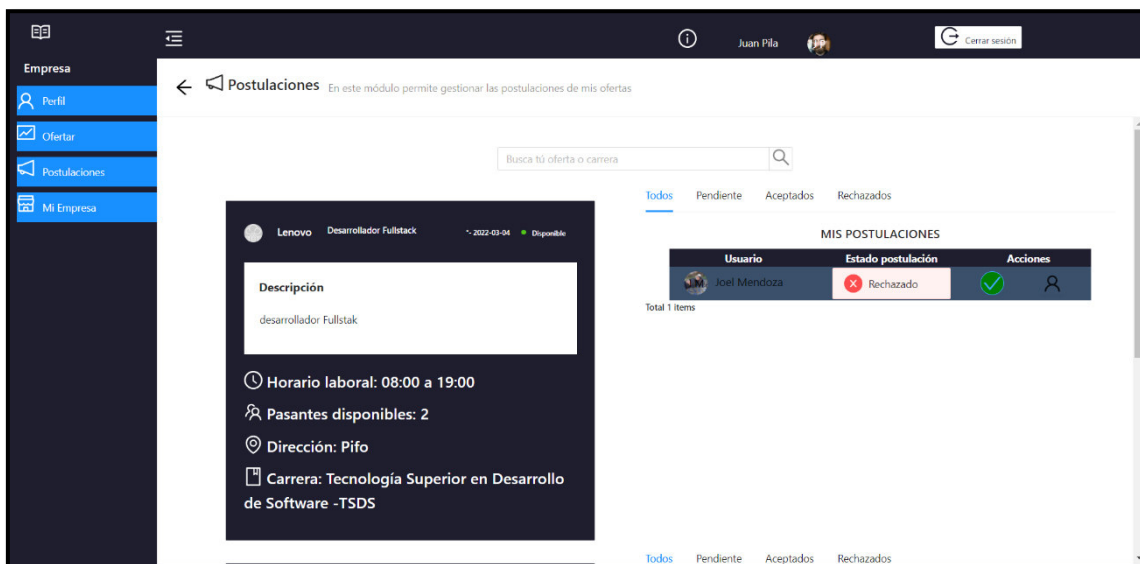 Juan Pila
Cerrar sesión
Empresa
Perfil
Ofertar
Postulaciones
Mi Empresa
Postulaciones En este módulo permite gestionar las postulaciones de mis ofertas
Busca tú oferta o carrera
Lenovo Desarrollador Fullstack *- 2022-03-04 Disponible
Descripción
desarrollador Fullstak
Horario laboral: 08:00 a 19:00
Pasantes disponibles: 2
Dirección: Pifo
Carrera: Tecnología Superior en Desarrollo
de Software -TSDS
Todos Pendiente Aceptados Rechazados
MIS POSTULACIONES
Usuario Estado postulación Acciones
JM Joel Mendoza Rechazado
Total 1 items
Todos Pendiente Aceptados Rechazados